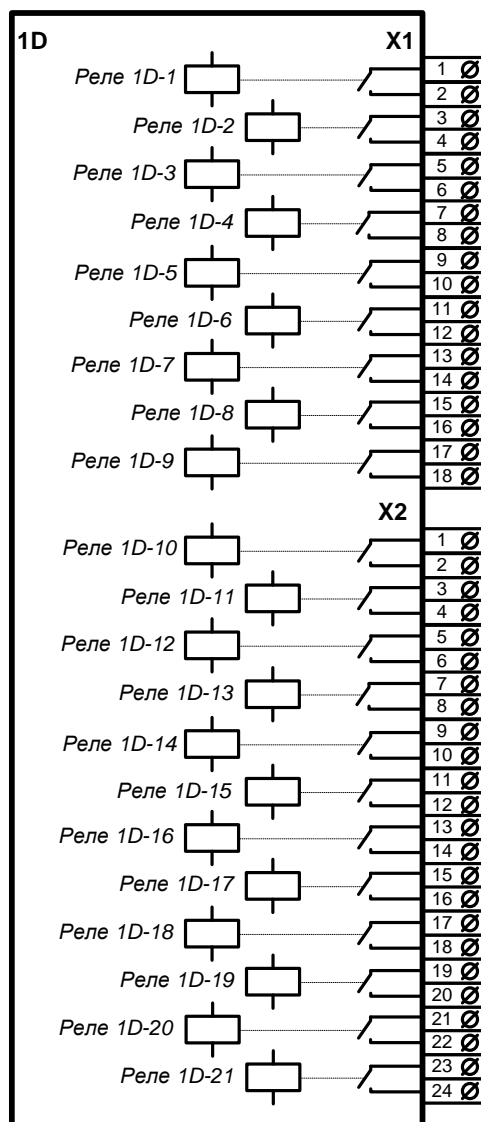 1D X1
Реле 1D-1 1
2
Реле 1D-2 3
4
Реле 1D-3 5
6
Реле 1D-4 7
8
Реле 1D-5 9
10
Реле 1D-6 11
12
Реле 1D-7 13
14
Реле 1D-8 15
16
Реле 1D-9 17
18
X2
Реле 1D-10 1
2
Реле 1D-11 3
4
Реле 1D-12 5
6
Реле 1D-13 7
8
Реле 1D-14 9
10
Реле 1D-15 11
12
Реле 1D-16 13
14
Реле 1D-17 15
16
Реле 1D-18 17
18
Реле 1D-19 19
20
Реле 1D-20 21
22
Реле 1D-21 23
24